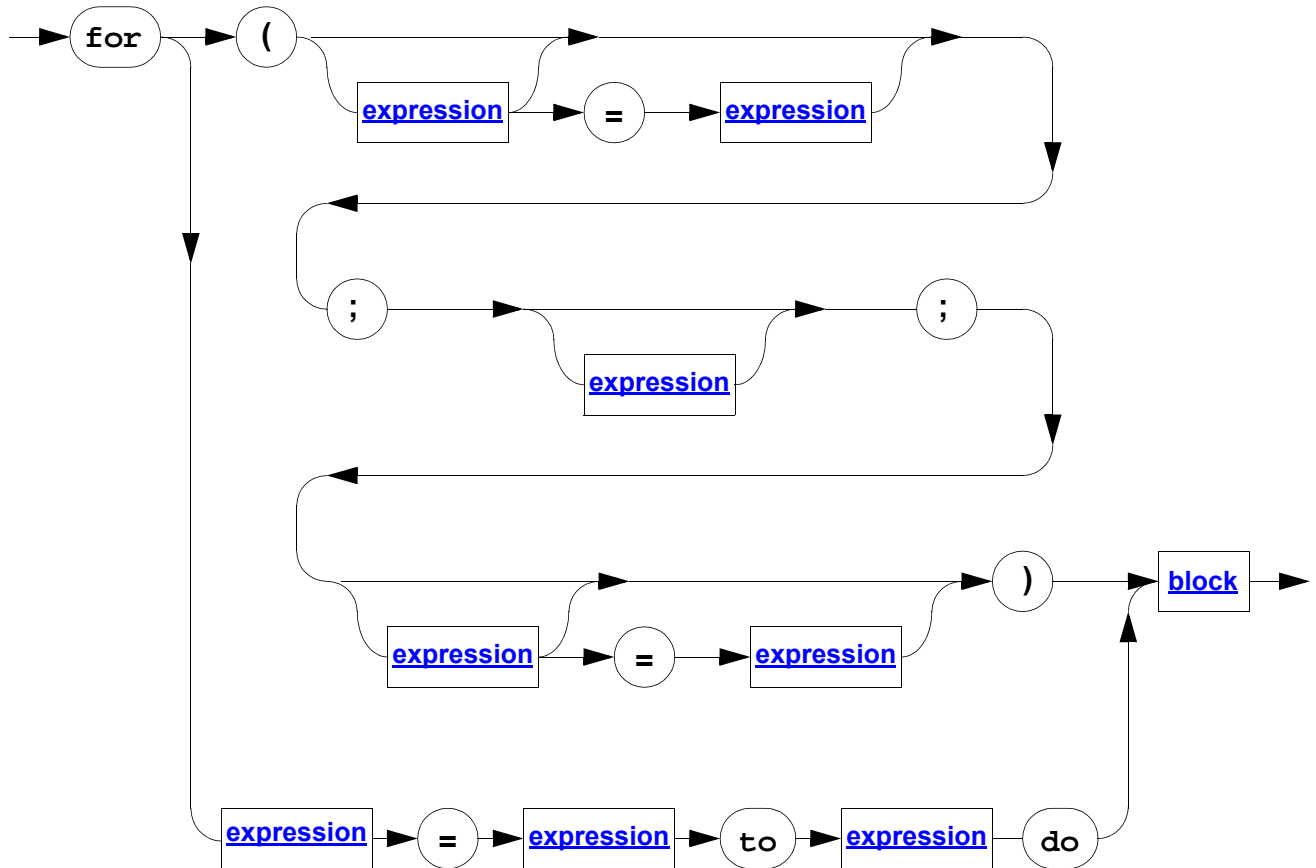 for (
expression = expression
; ;
expression
) block
expression = expression
expression = expression to expression do